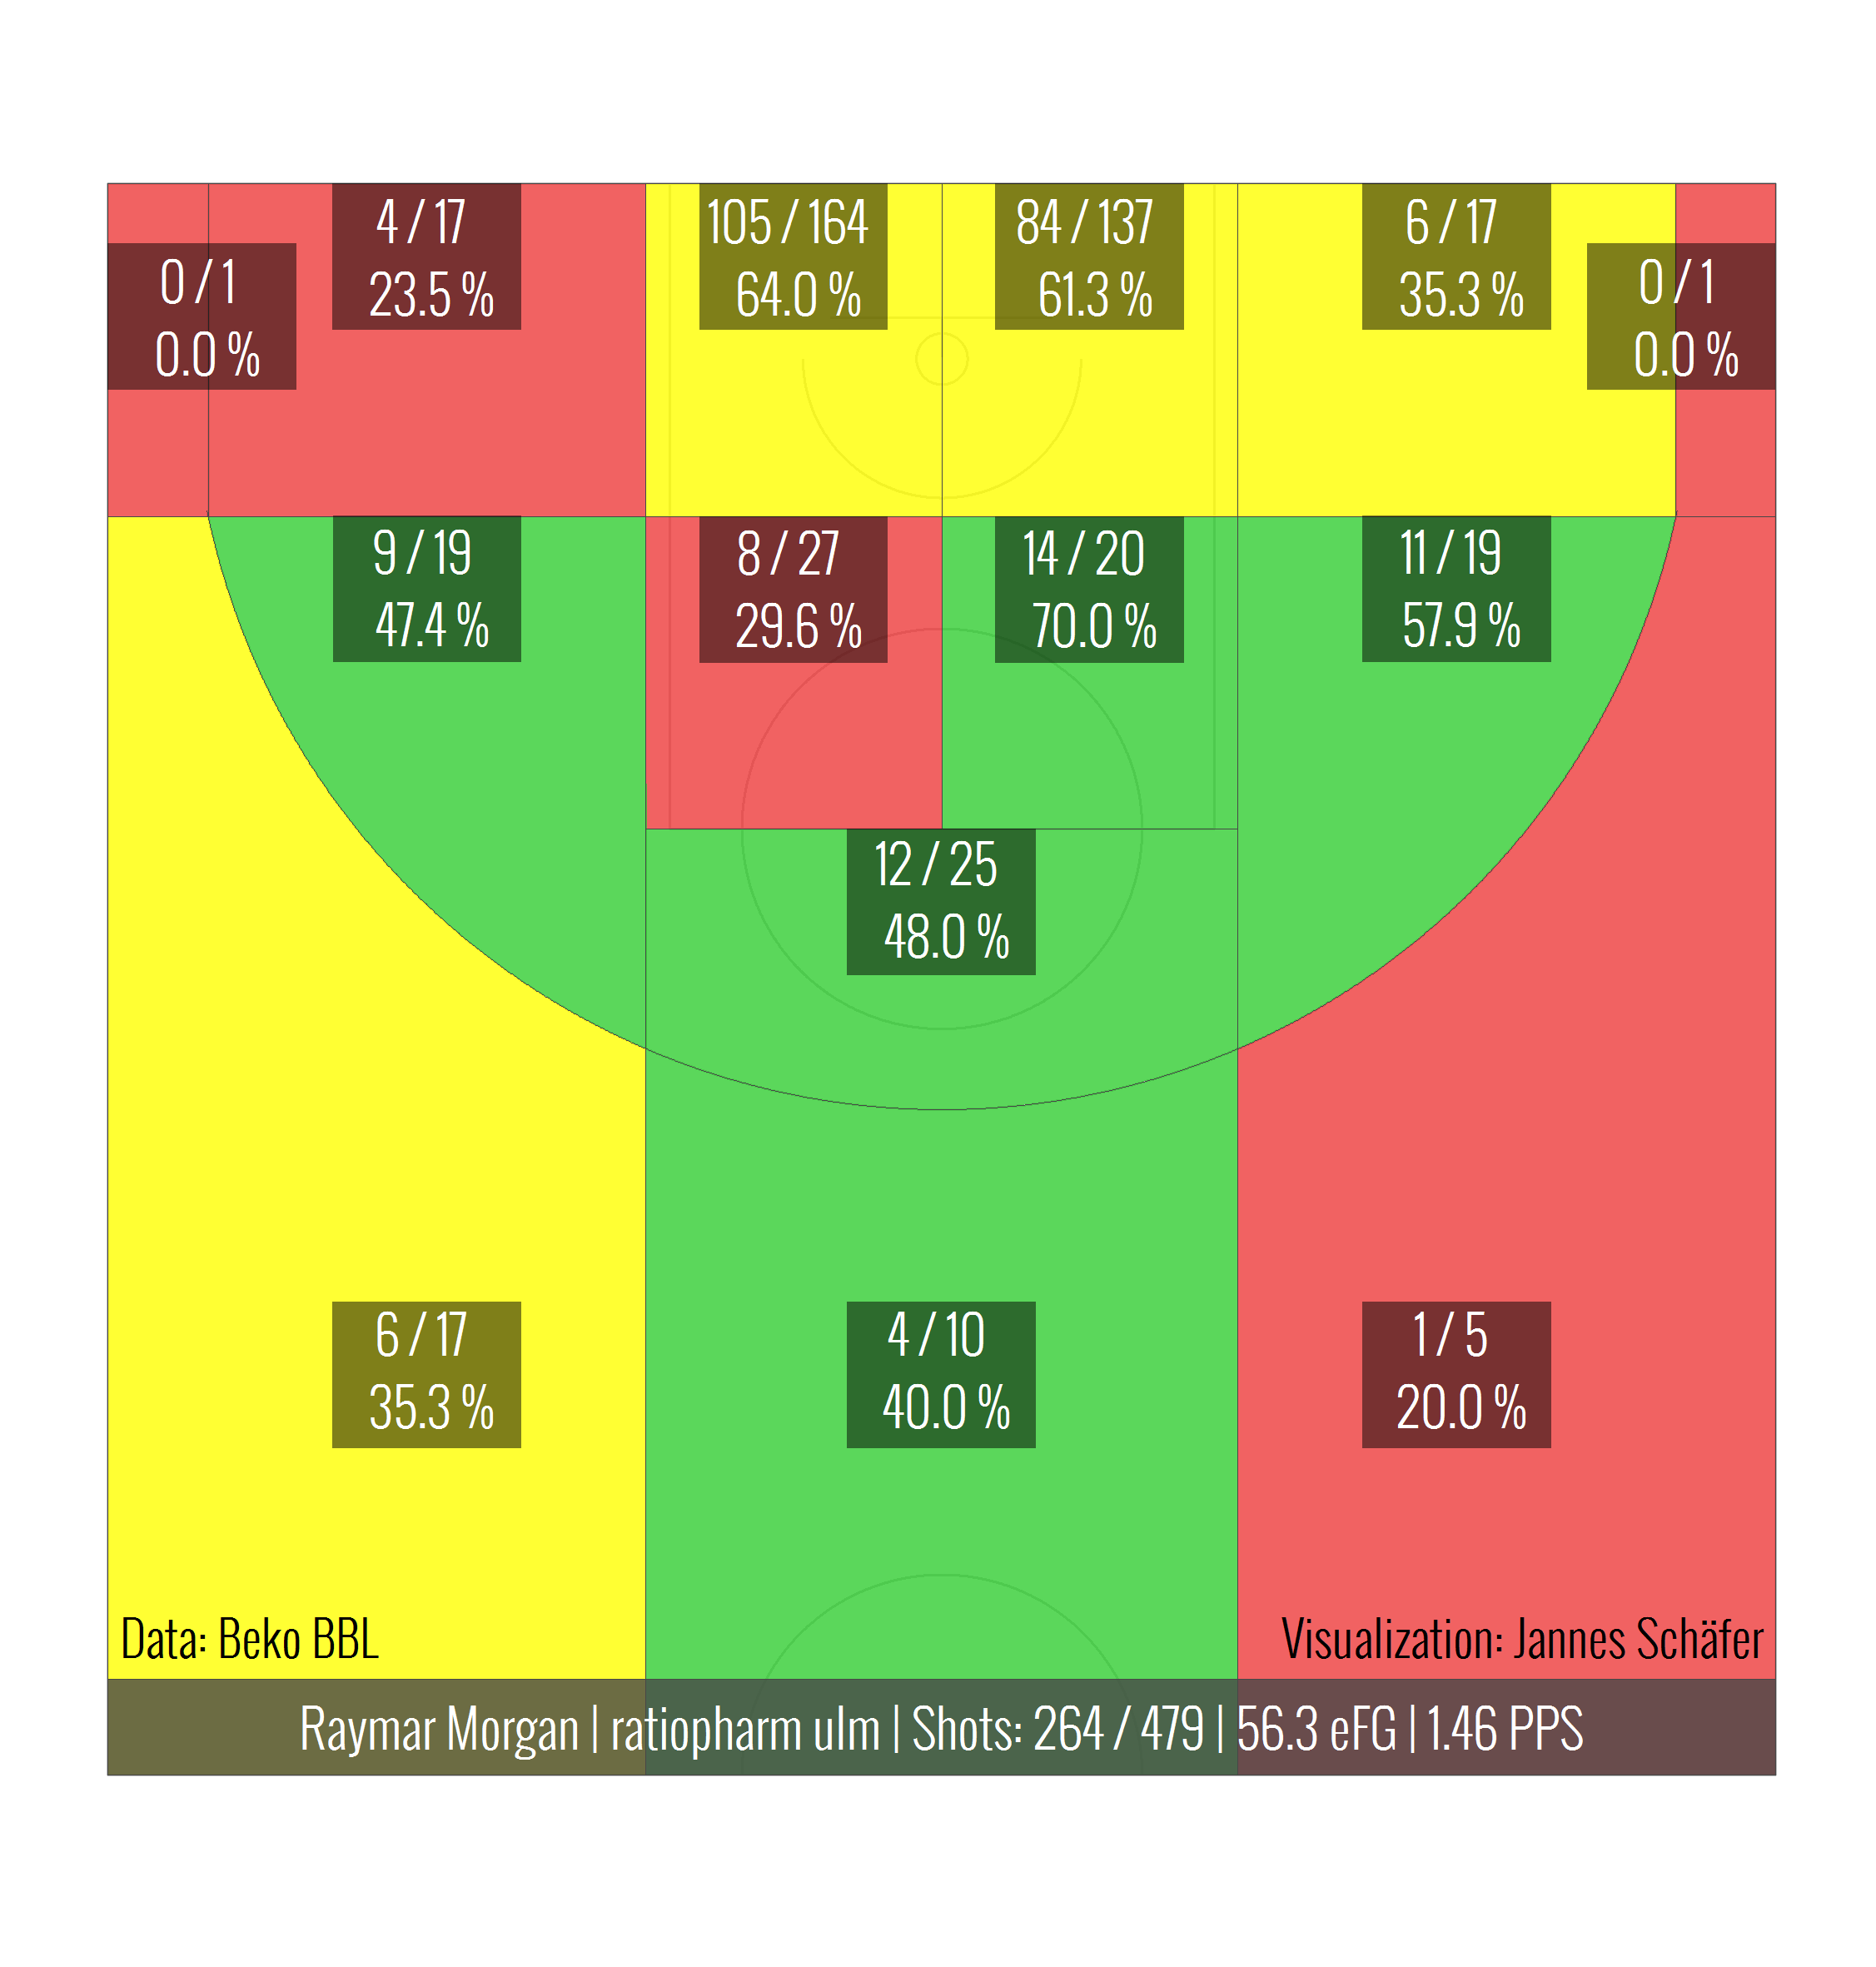 4 / 17
23.5 %
105 / 164
64.0 %
84 / 137
61.3 %
6 / 17
35.3 %
0 / 1
0.0 %
0 / 1
0.0 %
9 / 19
47.4 %
8 / 27
29.6 %
14 / 20
70.0 %
11 / 19
57.9 %
12 / 25
48.0 %
6 / 17
35.3 %
4 / 10
40.0 %
1 / 5
20.0 %
Data: Beko BBL
Visualization: Jannes Schäfer
Raymar Morgan | ratiopharm ulm | Shots: 264 / 479 | 56.3 eFG | 1.46 PPS